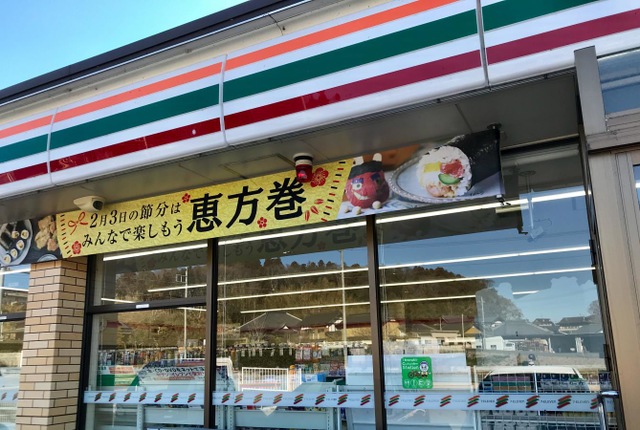 2月3日の節分は
みんなで楽しもう
恵方巻